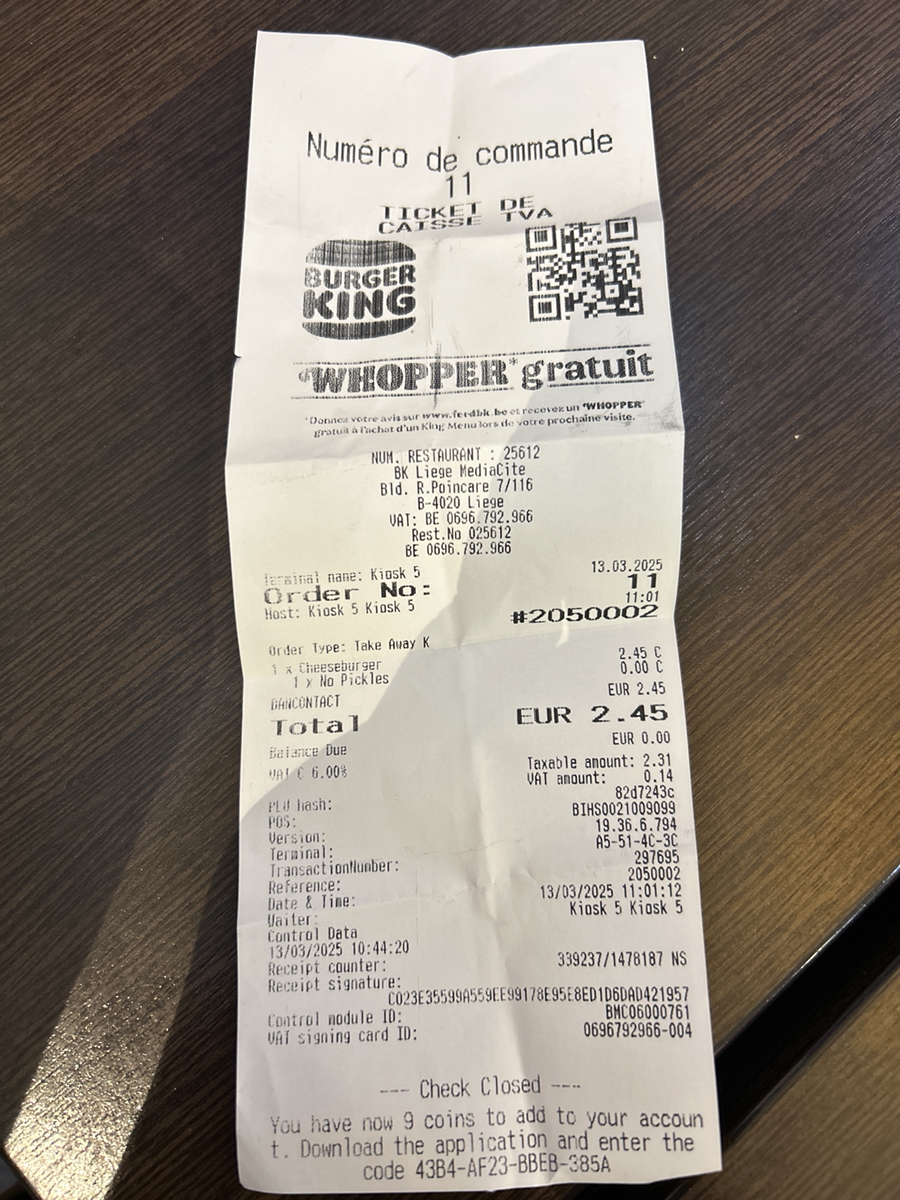 Numéro de commande
11
TICKET DE
CAISSE TVA
BURGER
KING
WHOPPER* gratuit
*Donnez votre avis sur www.feedbk.be et recevez un WHOPPER
gratuit à l'achat d'un King Menu lors de votre prochaine visite.
NUM. RESTAURANT : 25612
BK Liege MediaCite
Bld. R.Poincare 7/116
B-4020 Liege
VAT: BE 0696.792.966
Rest.No 025612
BE 0696.792.966
Terminal name: Kiosk 5 13.03.2025
Order No: 11
Host: Kiosk 5 Kiosk 5 11:01
#2050002
Order Type: Take Away K
1 x Cheeseburger 2.45 C
1 x No Pickles 0.00 C
BANCONTACT EUR 2.45
Total EUR 2.45
Balance Due EUR 0.00
VAT C 6.00% Taxable amount: 2.31
VAT amount: 0.14
PLU hash: 82d7243c
POS: BIHS0021009099
Version: 19.36.6.794
Terminal: A5-51-4C-3C
TransactionNumber: 297695
Reference: 2050002
Date & Time: 13/03/2025 11:01:12
Waiter: Kiosk 5 Kiosk 5
Control Data
13/03/2025 10:44:20
Receipt counter: 339237/1478187 NS
Receipt signature:
C023E35599A559EE99178E95E8ED1D6DAD421957
Control module ID: BMC06000761
VAT signing card ID: 0696792966-004
--- Check Closed ---
You have now 9 coins to add to your accoun
t. Download the application and enter the
code 43B4-AF23-BBEB-385A